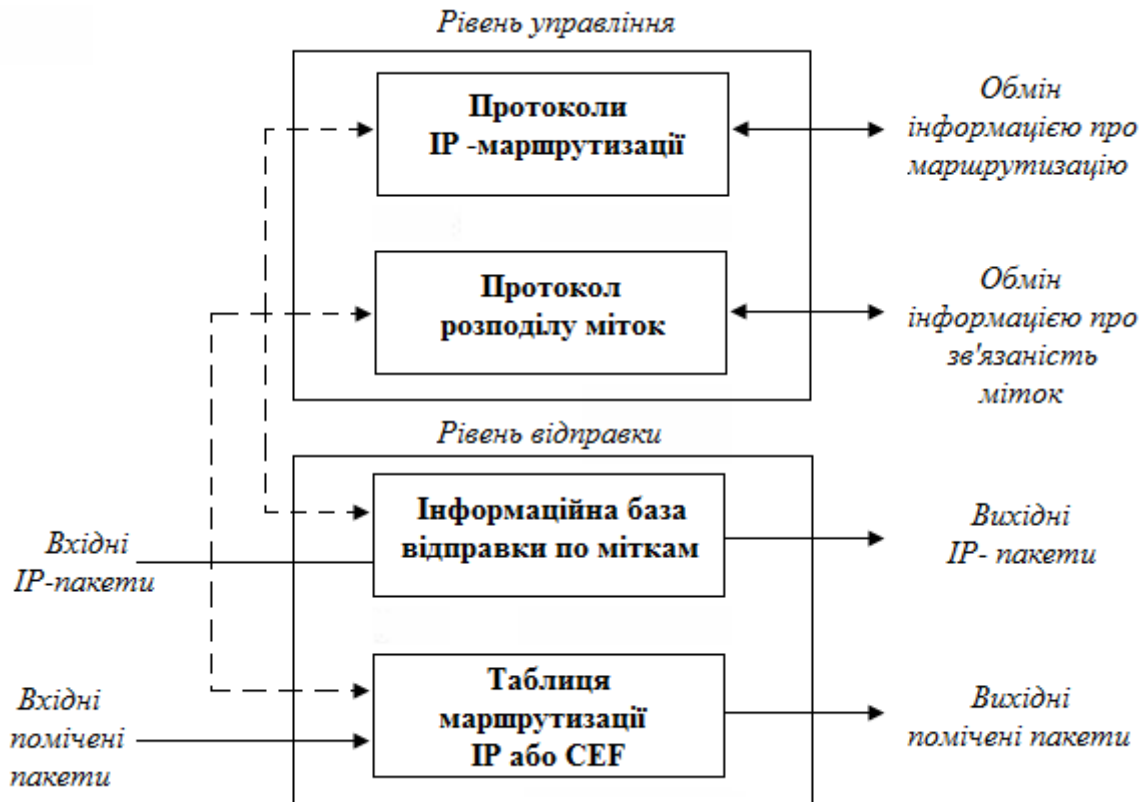 Рівень управління
Протоколи
IP -маршрутизації
Обмін
інформацією про
маршрутизацію
Протокол
розподілу міток
Обмін
інформацією про
зв'язаність
міток
Рівень відправки
Вхідні
IP-пакети
Інформаційна база
відправки по міткам
Вихідні
IP- пакети
Вхідні
помічені
пакети
Таблиця
маршрутизації
IP або CEF
Вихідні
помічені пакети